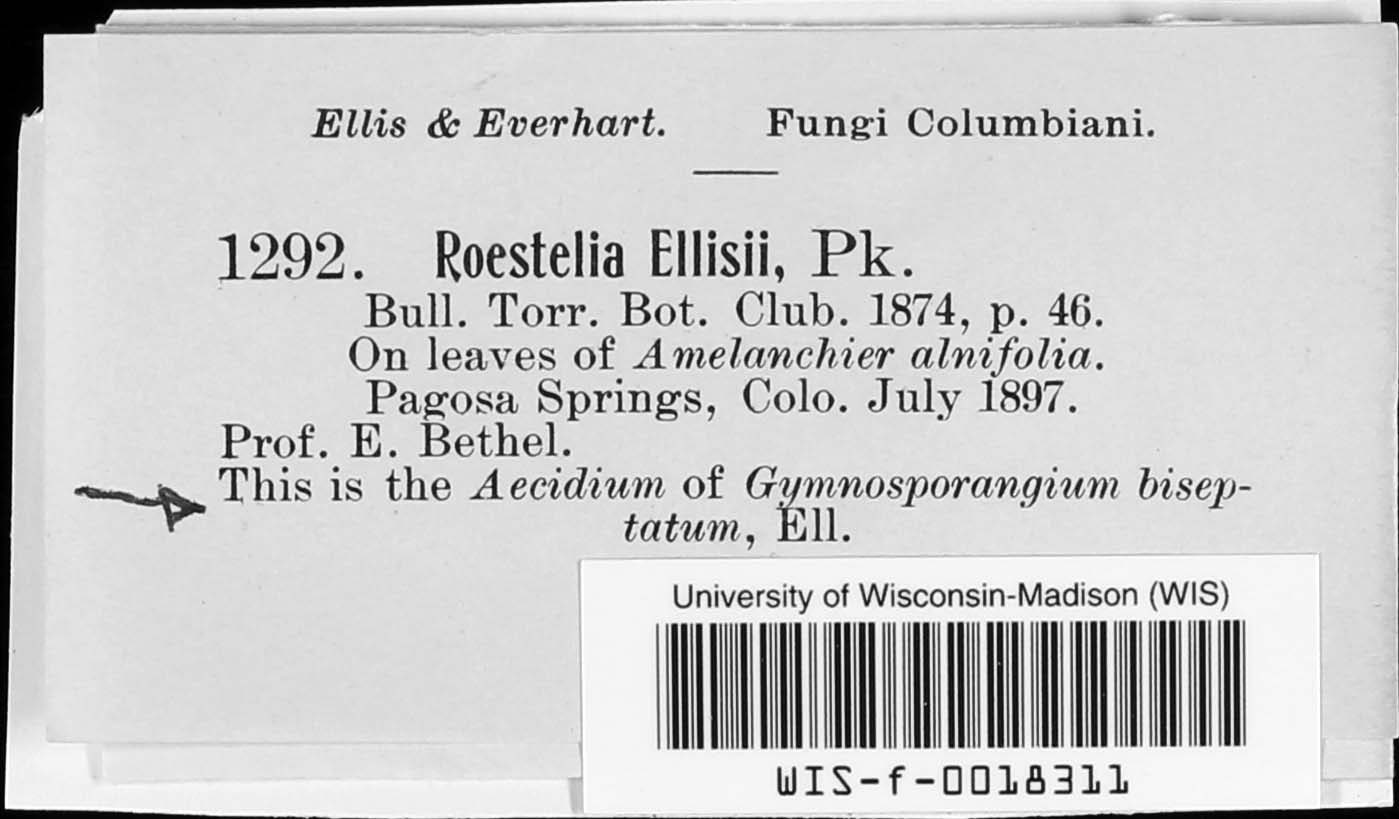 Ellis & Everhart. Fungi Columbiani.
1292. Roestelia Ellisii, Pk.
Bull. Torr. Bot. Club. 1874, p. 46.
On leaves of Amelanchier alnifolia.
Pagosa Springs, Colo. July 1897.
Prof. E. Bethel.
This is the Aecidium of Gymnosporangium bisep-
tatum, Ell.
University of Wisconsin-Madison (WIS)
WIS-f-0018311